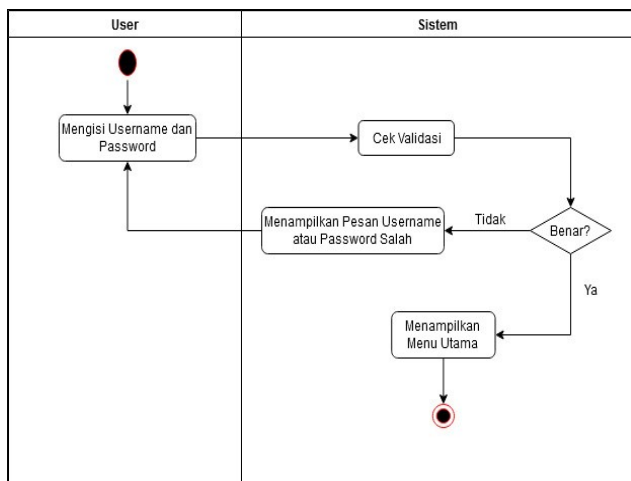 User
Sistem
Mengisi Username dan
Password
Cek Validasi
Menampilkan Pesan Username
atau Password Salah
Tidak
Benar?
Ya
Menampilkan
Menu Utama